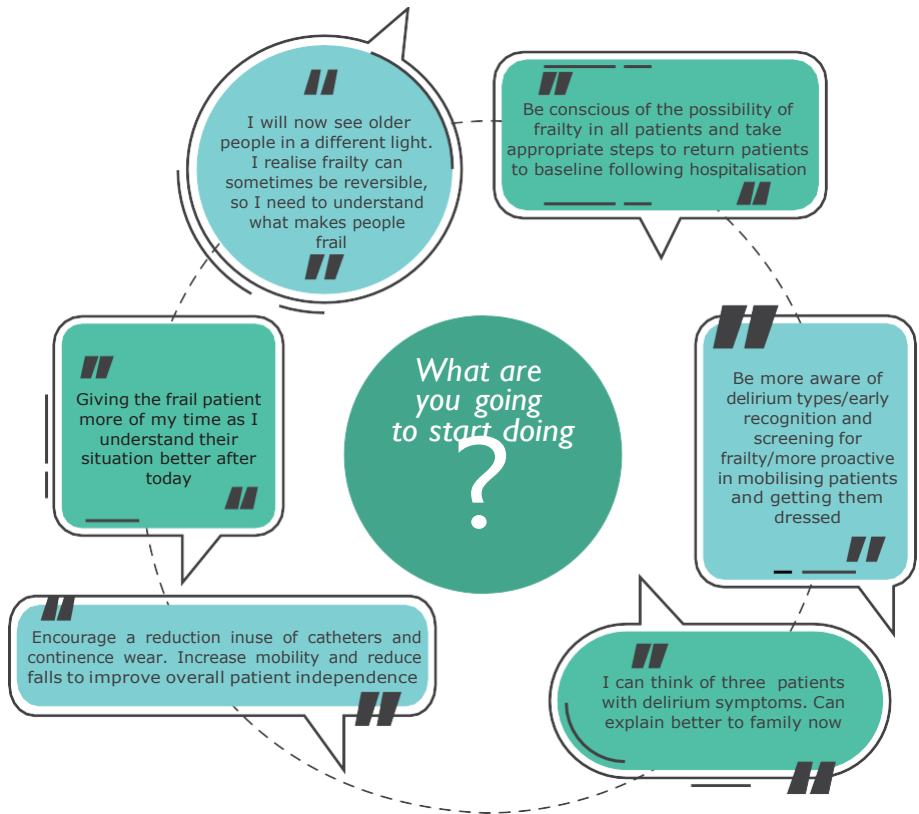 I will now see older
people in a different light.
I realise frailty can
sometimes be reversible,
so I need to understand
what makes people
frail
Be conscious of the possibility of
frailty in all patients and take
appropriate steps to return patients
to baseline following hospitalisation
Giving the frail patient
more of my time as I
understand their
situation better after
today
What are
you going
to start doing
?
Be more aware of
delirium types/early
recognition and
screening for
frailty/more proactive
in mobilising patients
and getting them
dressed
Encourage a reduction inuse of catheters and
continence wear. Increase mobility and reduce
falls to improve overall patient independence
I can think of three patients
with delirium symptoms. Can
explain better to family now